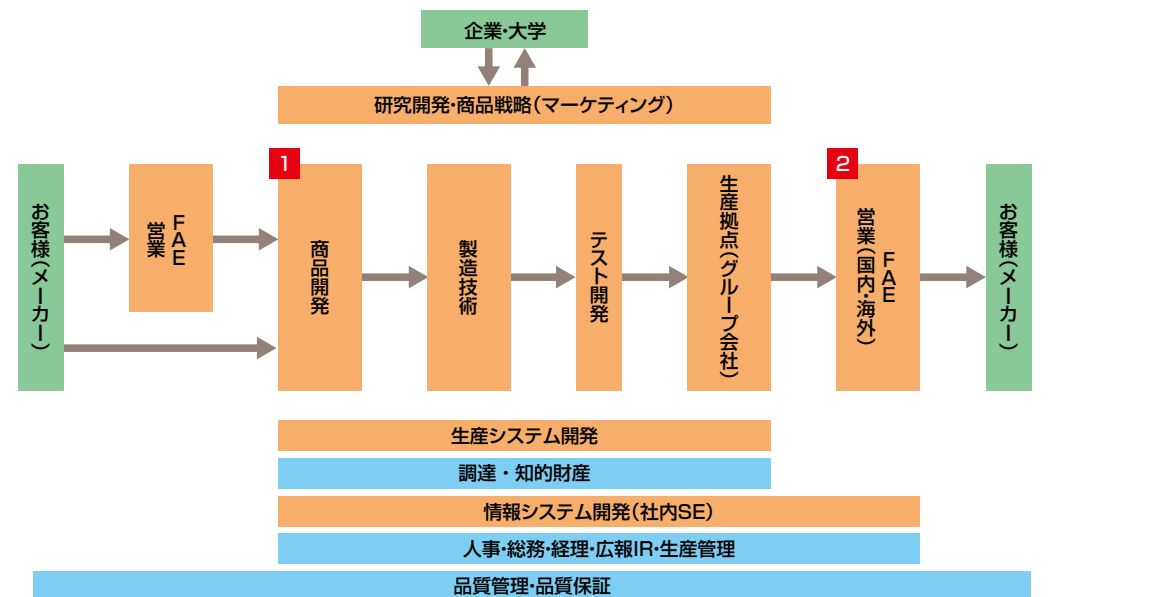 企業・大学
研究開発・商品戦略（マーケティング）
1
2
お客様（メーカー）
FAE
営業
商品開発
製造技術
テスト開発
生産拠点（グループ会社）
FAE
営業（国内・海外）
お客様（メーカー）
生産システム開発
調達・知的財産
情報システム開発（社内SE）
人事・総務・経理・広報IR・生産管理
品質管理・品質保証